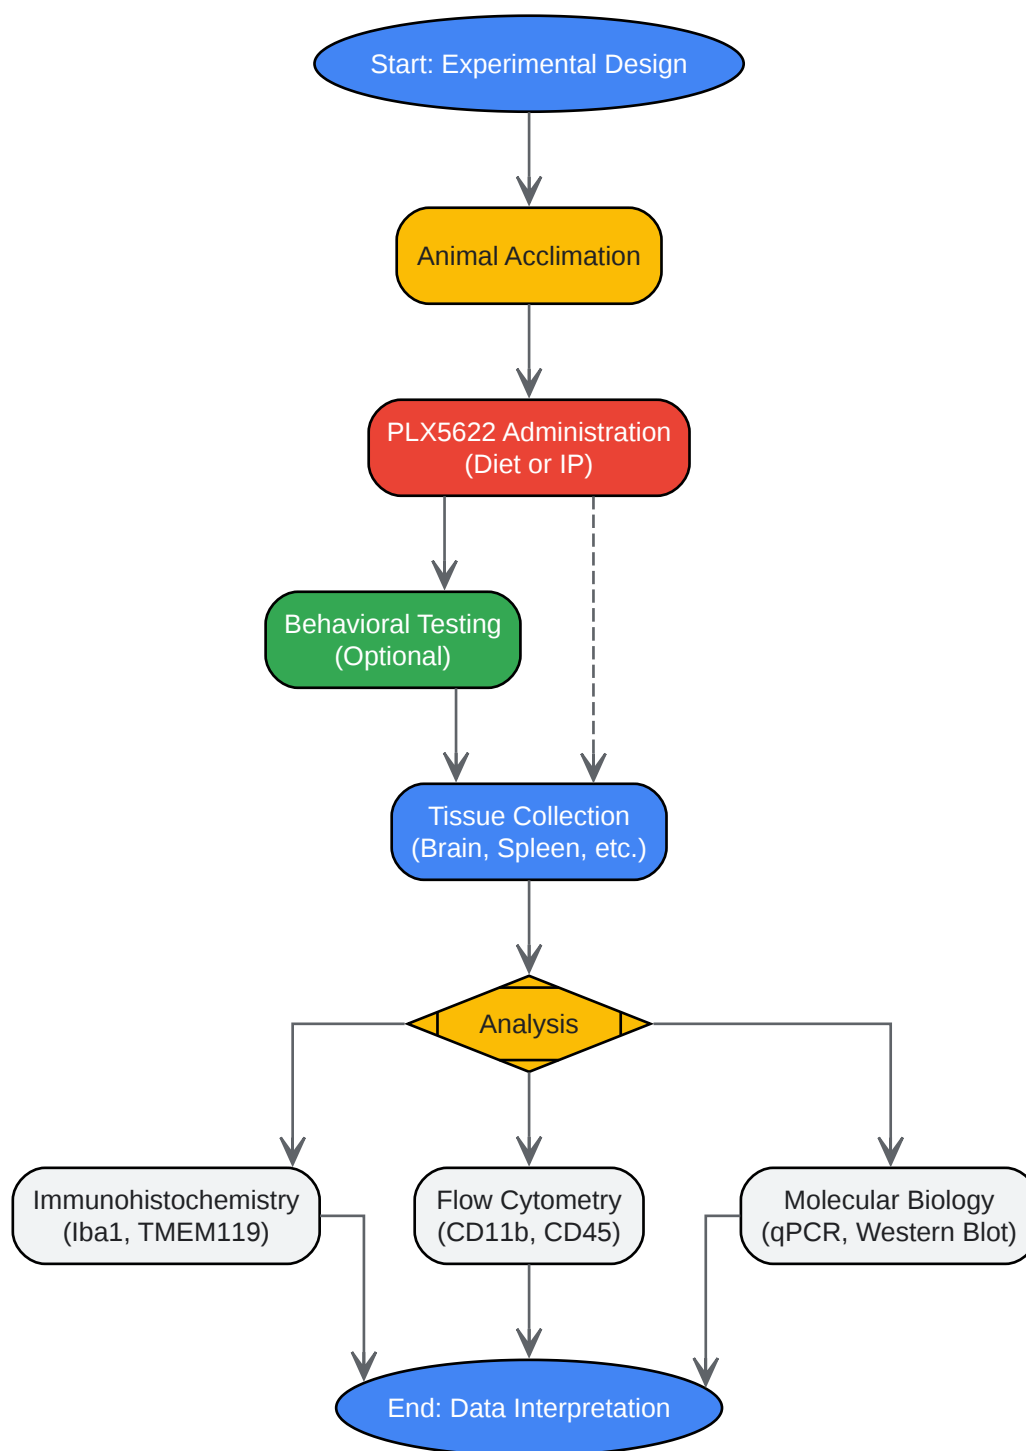 Start: Experimental Design
Animal Acclimation
PLX5622 Administration
(Diet or IP)
Behavioral Testing
(Optional)
Tissue Collection
(Brain, Spleen, etc.)
Analysis
Immunohistochemistry
(Iba1, TMEM119)
Flow Cytometry
(CD11b, CD45)
Molecular Biology
(qPCR, Western Blot)
End: Data Interpretation